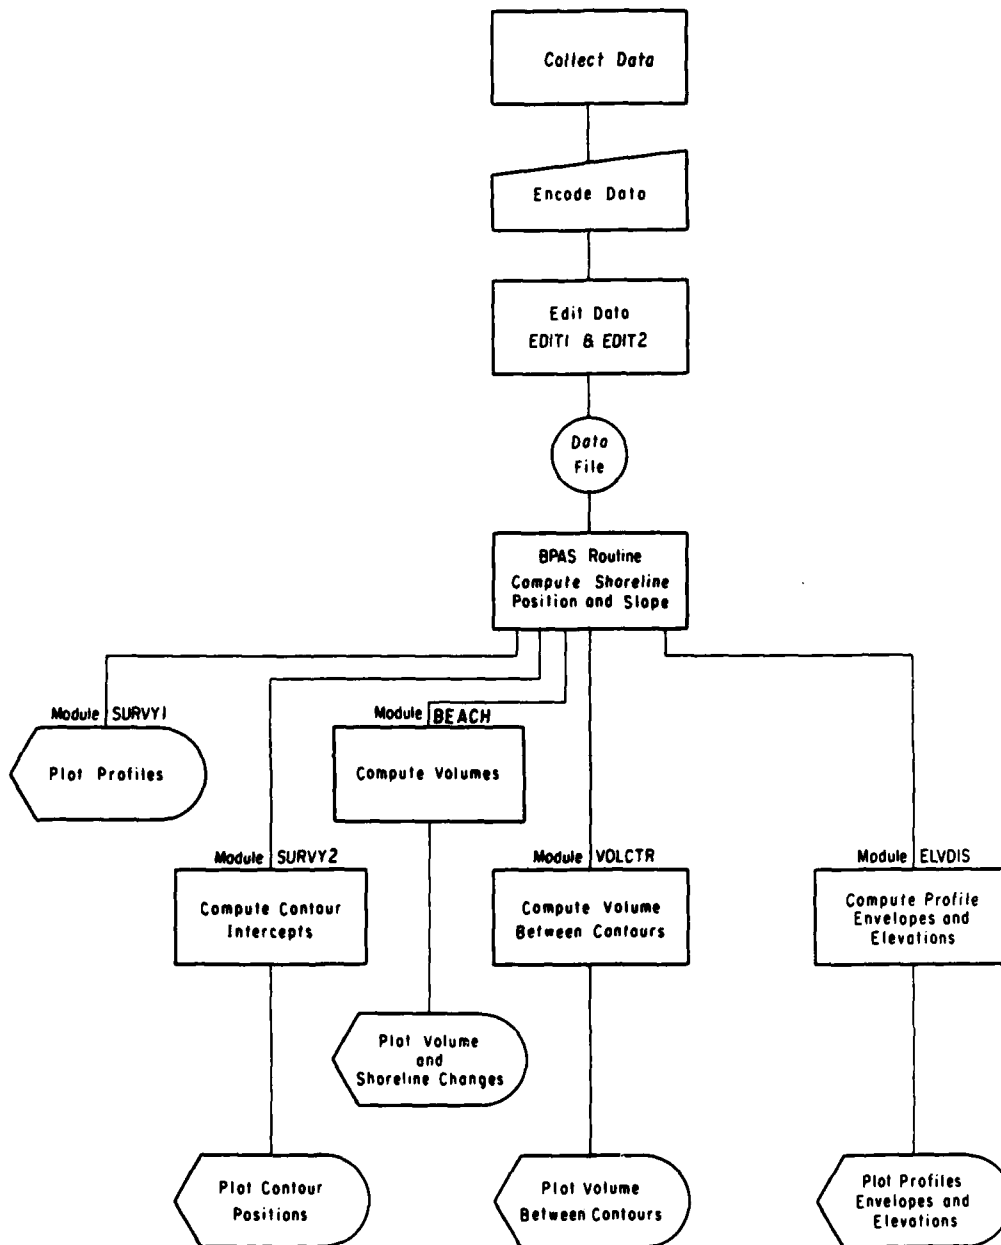 Collect Data
Encode Data
Edit Data
EDIT1 & EDIT2
Data
File
BPAS Routine
Compute Shoreline
Position and Slope
Module SURVY1
Plot Profiles
Module BEACH
Compute Volumes
Module SURVY2
Compute Contour
Intercepts
Module VOLCTR
Compute Volume
Between Contours
Module ELVDIS
Compute Profile
Envelopes and
Elevations
Plot Volume
and
Shoreline Changes
Plot Contour
Positions
Plot Volume
Between Contours
Plot Profiles
Envelopes and
Elevations